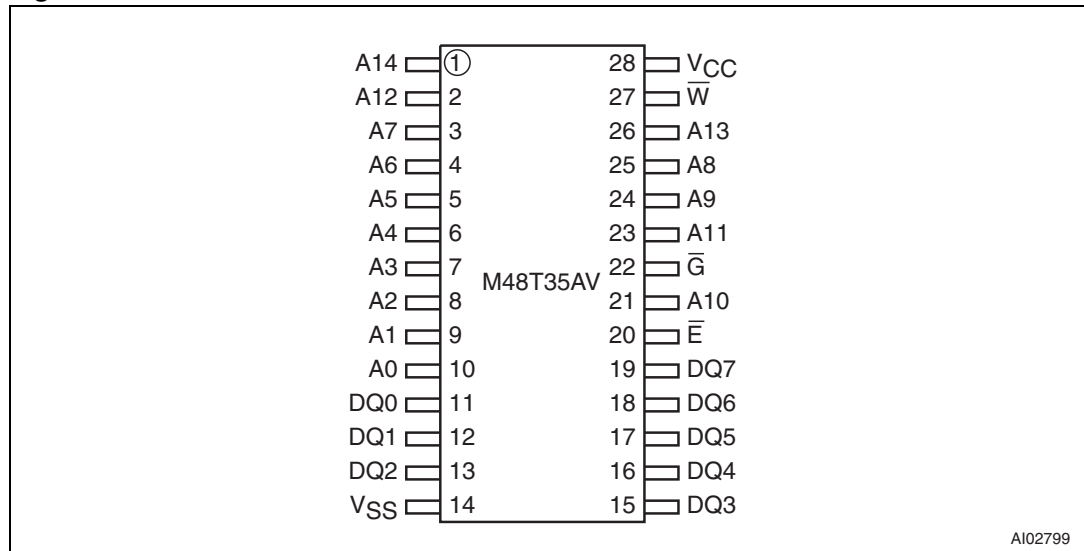 A14 1 28 VCC
A12 2 27 W̅
A7 3 26 A13
A6 4 25 A8
A5 5 24 A9
A4 6 23 A11
A3 7 22 G̅
M48T35AV
A2 8 21 A10
A1 9 20 E̅
A0 10 19 DQ7
DQ0 11 18 DQ6
DQ1 12 17 DQ5
DQ2 13 16 DQ4
VSS 14 15 DQ3
AI02799